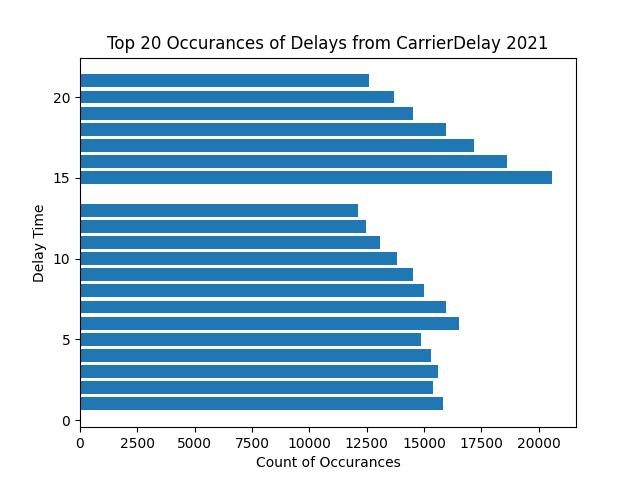 Top 20 Occurances of Delays from CarrierDelay 2021
20
15
10
5
0
Delay Time
0 2500 5000 7500 10000 12500 15000 17500 20000
Count of Occurances